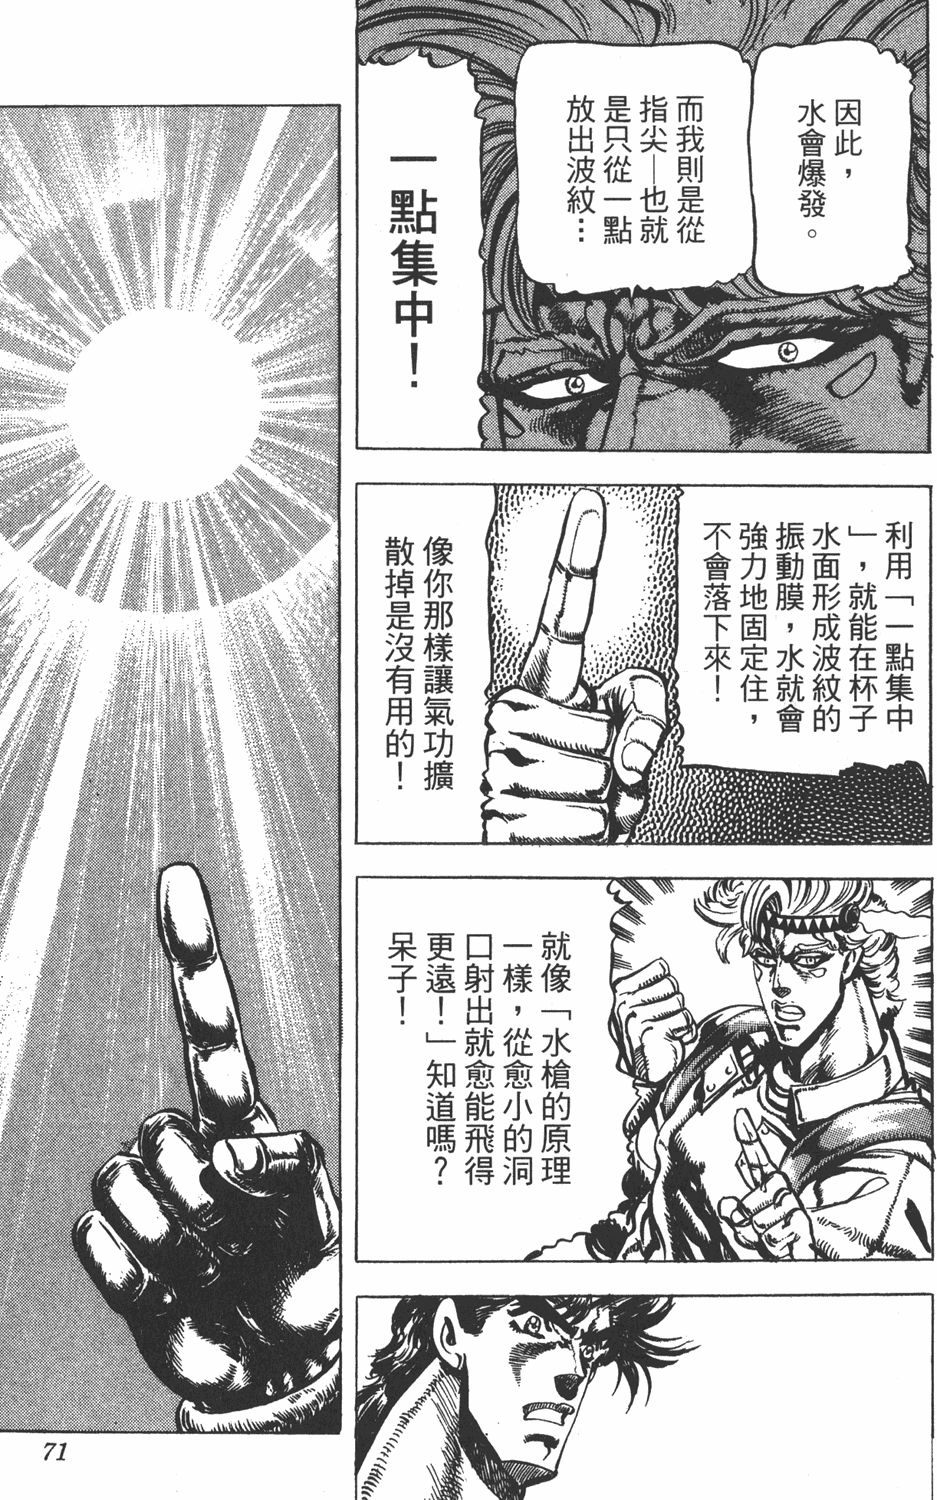 因此，
水會爆發。
而我則是從
指尖—也就
是只從一點
放出波紋…
一點集中！
利用「一點集中
」，就能在杯子
水面形成波紋的
振動膜，水就會
強力地固定住，
不會落下來！
像你那樣讓氣功擴
散掉是沒有用的！
就像「水槍的原理
一樣，從愈小的洞
口射出就愈能飛得
更遠！」知道嗎？
呆子！
71